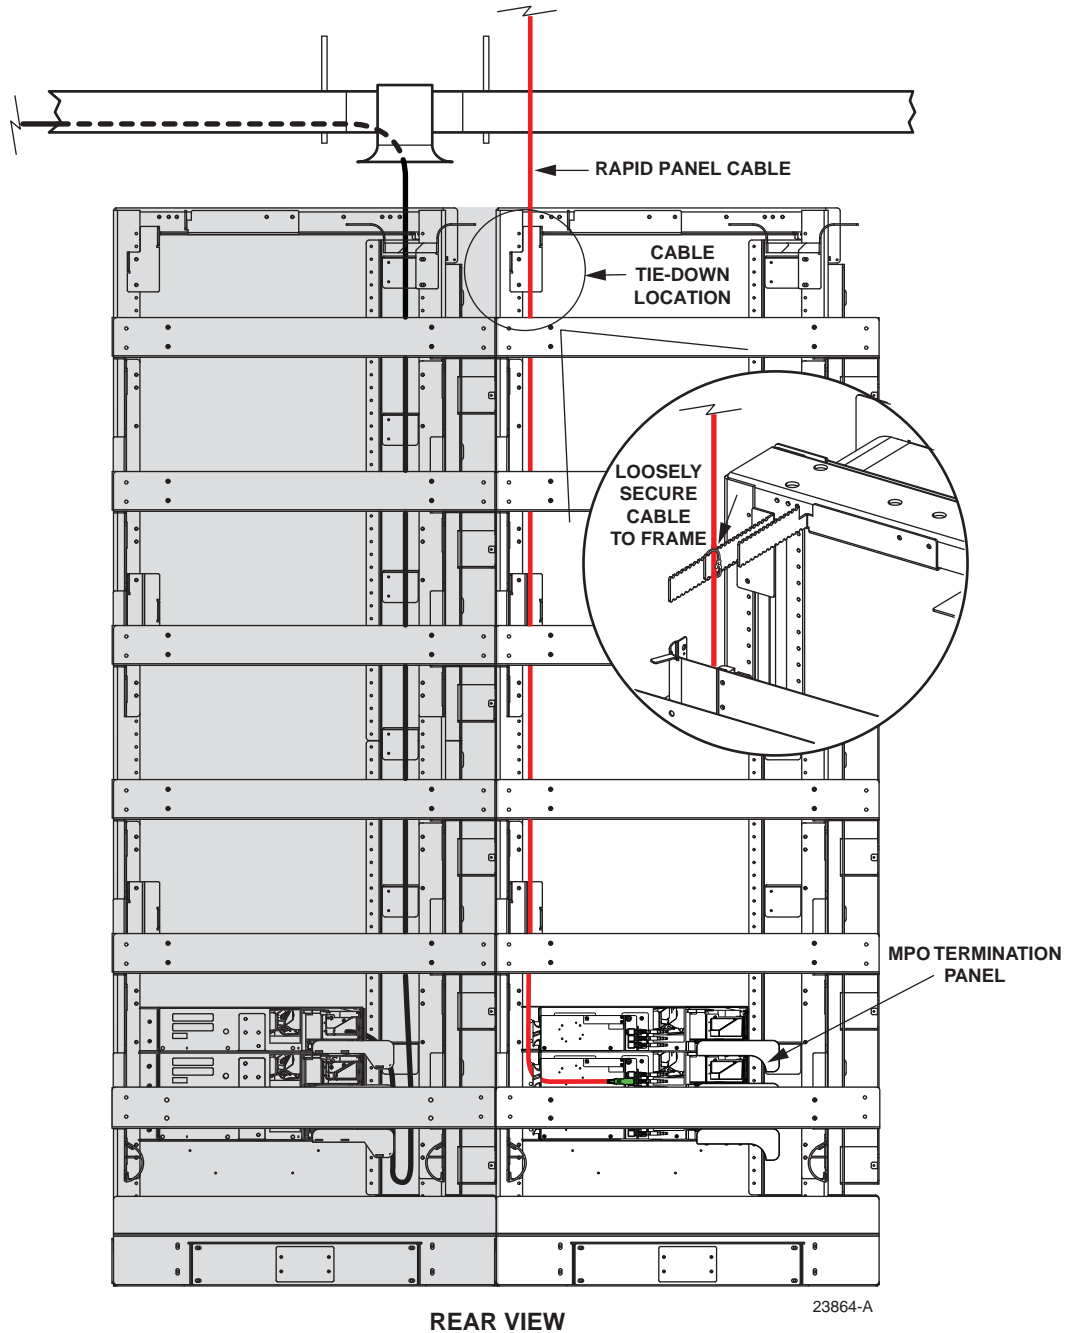 RAPID PANEL CABLE
CABLE
TIE-DOWN
LOCATION
LOOSELY
SECURE
CABLE
TO FRAME
MPO TERMINATION
PANEL
23864-A
REAR VIEW